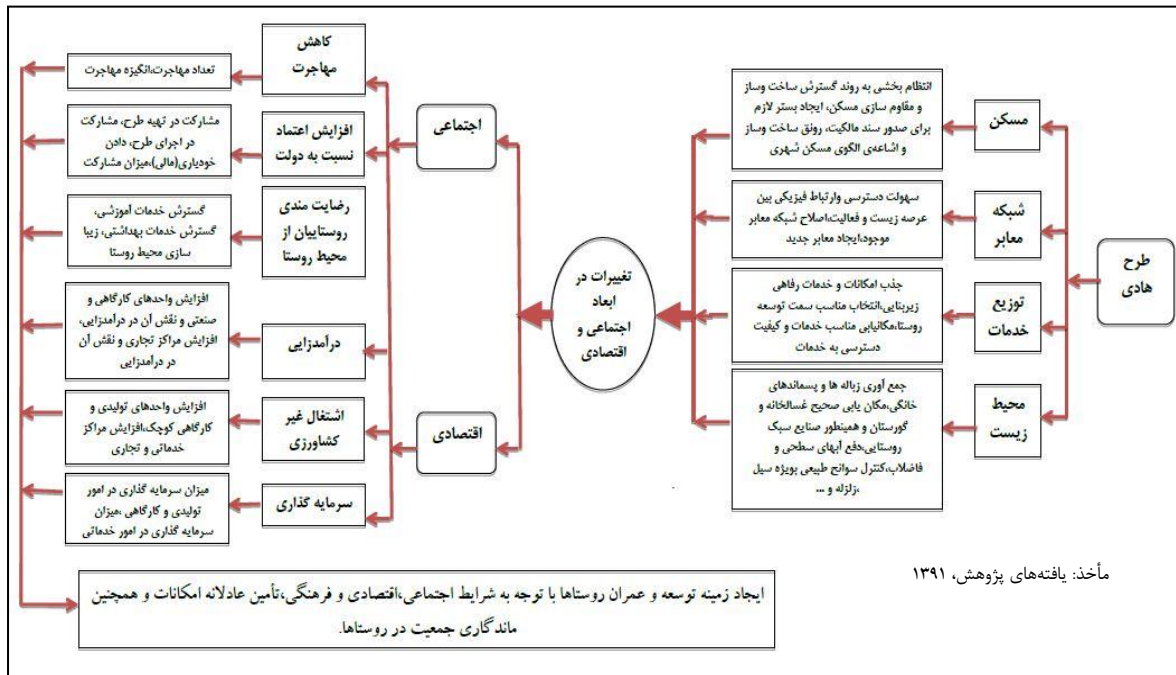 طرح
هادی
مسکن
انتظام بخشی به روند گسترش ساخت وساز
و مقاوم سازی مسکن، ایجاد بستر لازم
برای صدور سند مالکیت، رونق ساخت وساز
و اشاعه‌ی الگوی مسکن شهری
شبکه
معابر
سهولت دسترسی وارتباط فیزیکی بین
عرصه زیست و فعالیت،اصلاح شبکه معابر
موجود،ایجاد معابر جدید
توزیع
خدمات
جذب امکانات و خدمات رفاهی
زیربنایی،انتخاب مناسب سمت توسعه
روستا،مکانیابی مناسب خدمات و کیفیت
دسترسی به خدمات
محیط
زیست
جمع آوری زباله ها و پسماندهای
خانگی،مکان یابی صحیح غسالخانه و
گورستان و همینطور صنایع سبک
روستایی،دفع آبهای سطحی و
فاضلاب،کنترل سوانح طبیعی بویژه سیل
،زلزله و ...
تغییرات در
ابعاد
اجتماعی و
اقتصادی
اجتماعی
کاهش
مهاجرت
تعداد مهاجرت،انگیزه مهاجرت
افزایش اعتماد
نسبت به دولت
مشارکت در تهیه طرح، مشارکت
در اجرای طرح، دادن
خودیاری(مالی)،میزان مشارکت
رضایت مندی
روستاییان از
محیط روستا
گسترش خدمات آموزشی،
گسترش خدمات بهداشتی، زیبا
سازی محیط روستا
اقتصادی
درآمدزایی
افزایش واحدهای کارگاهی و
صنعتی و نقش آن در درآمدزایی،
افزایش مراکز تجاری و نقش آن
در درآمدزایی
اشتغال غیر
کشاورزی
افزایش واحدهای تولیدی و
کارگاهی کوچک،افزایش مراکز
خدماتی و تجاری
سرمایه گذاری
میزان سرمایه گذاری در امور
تولیدی و کارگاهی ،میزان
سرمایه گذاری در امور خدماتی
ایجاد زمینه توسعه و عمران روستاها با توجه به شرایط اجتماعی،اقتصادی و فرهنگی،تأمین عادلانه امکانات و همچنین
ماندگاری جمعیت در روستاها.
مأخذ: یافته‌های پژوهش، ۱۳۹۱